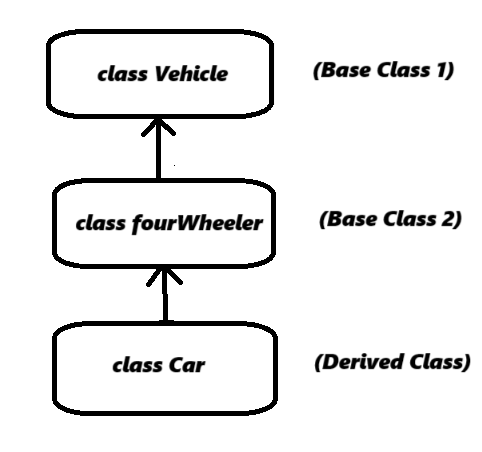 class Vehicle (Base Class 1)
class fourWheeler (Base Class 2)
class Car (Derived Class)